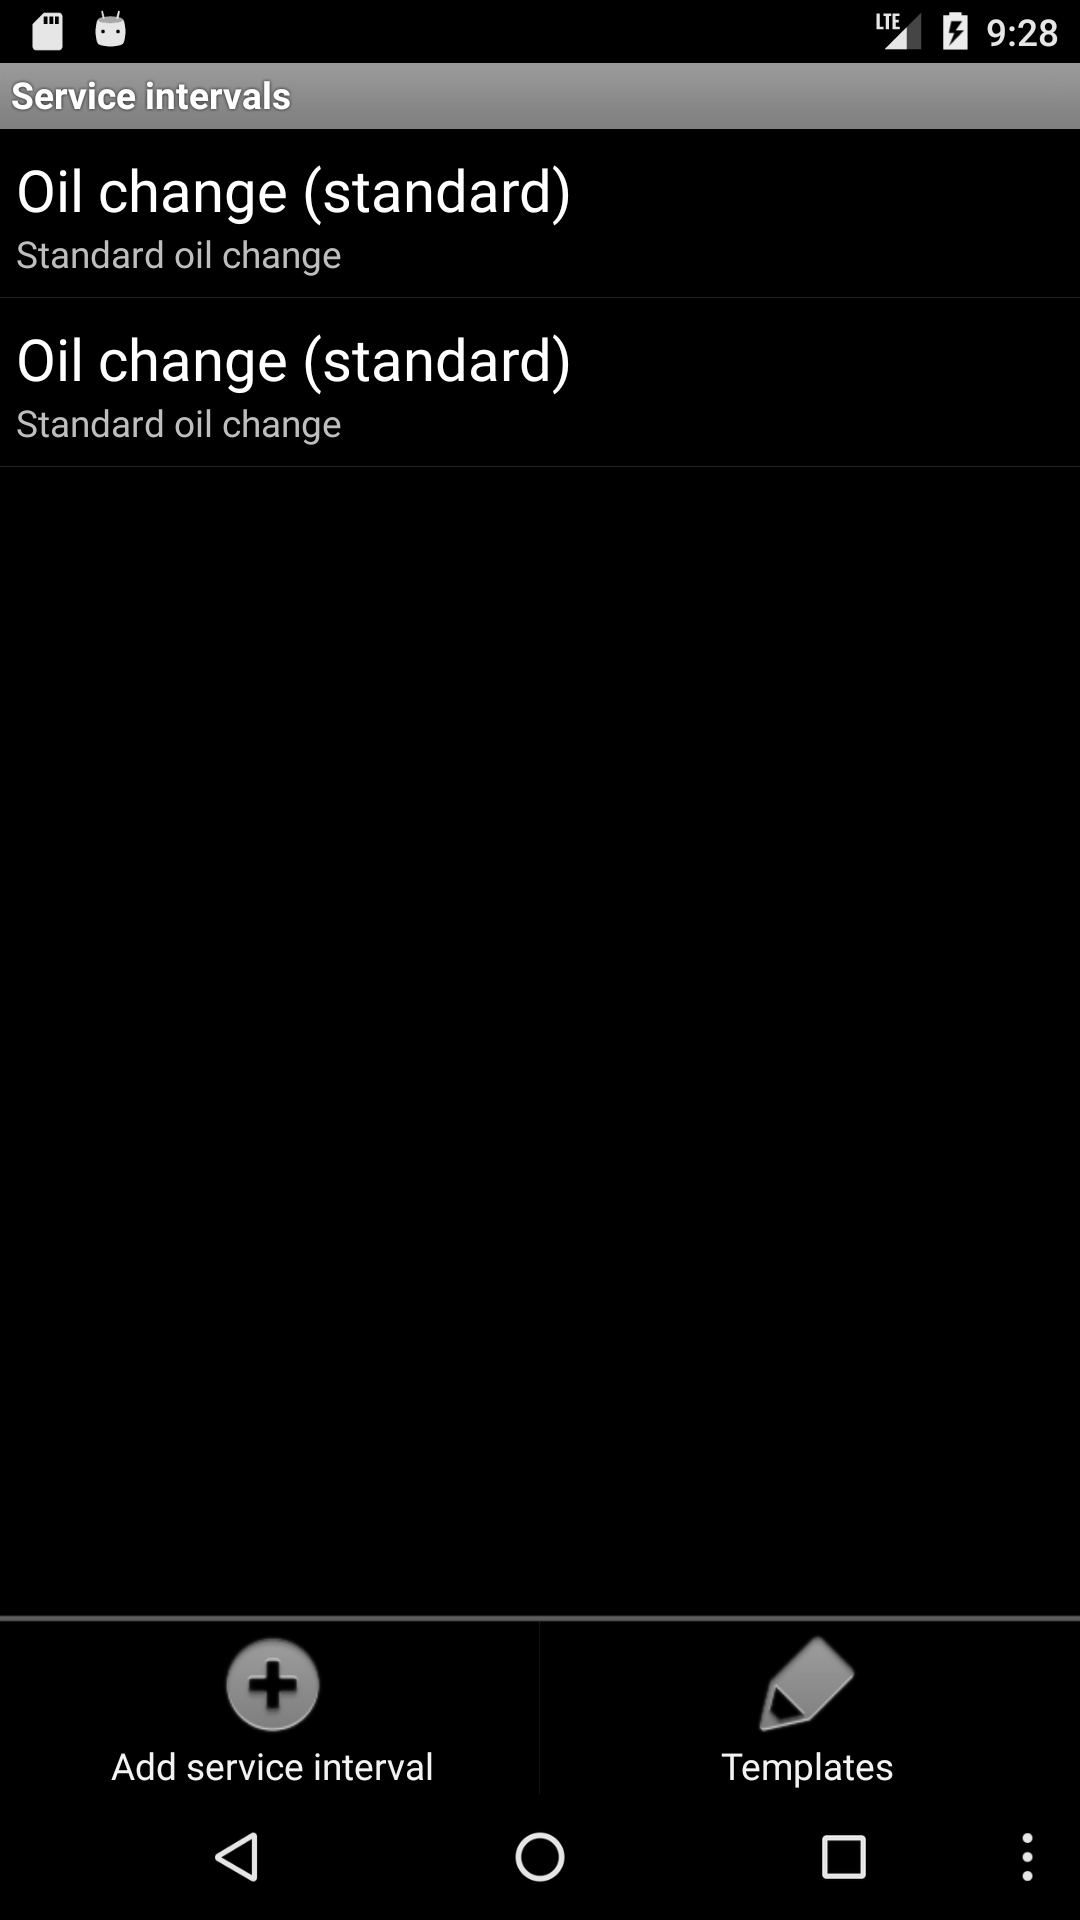 LTE 9:28
Service intervals
Oil change (standard)
Standard oil change
Oil change (standard)
Standard oil change
Add service interval
Templates